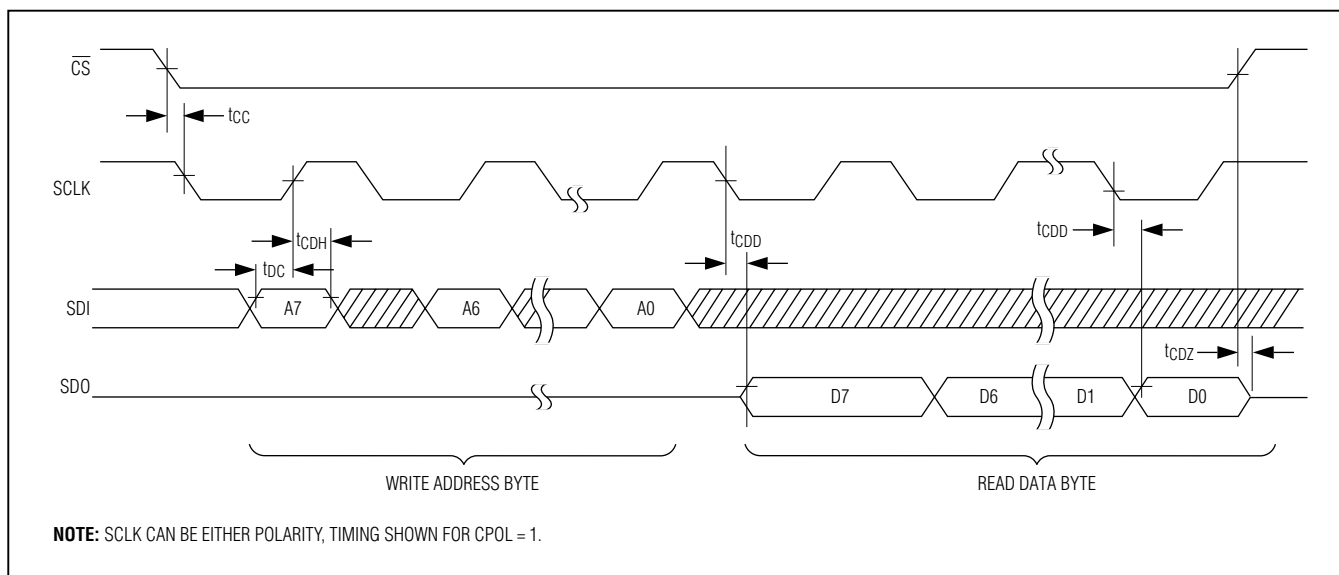 CS
tCC
SCLK
tCDH
tCDD
tCDD
tDC
SDI
A7
A6
A0
tCDZ
SDO
D7
D6
D1
D0
WRITE ADDRESS BYTE
READ DATA BYTE
NOTE: SCLK CAN BE EITHER POLARITY, TIMING SHOWN FOR CPOL = 1.